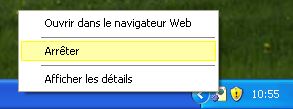 Ouvrir dans le navigateur Web
Arrêter
Afficher les détails
10:55